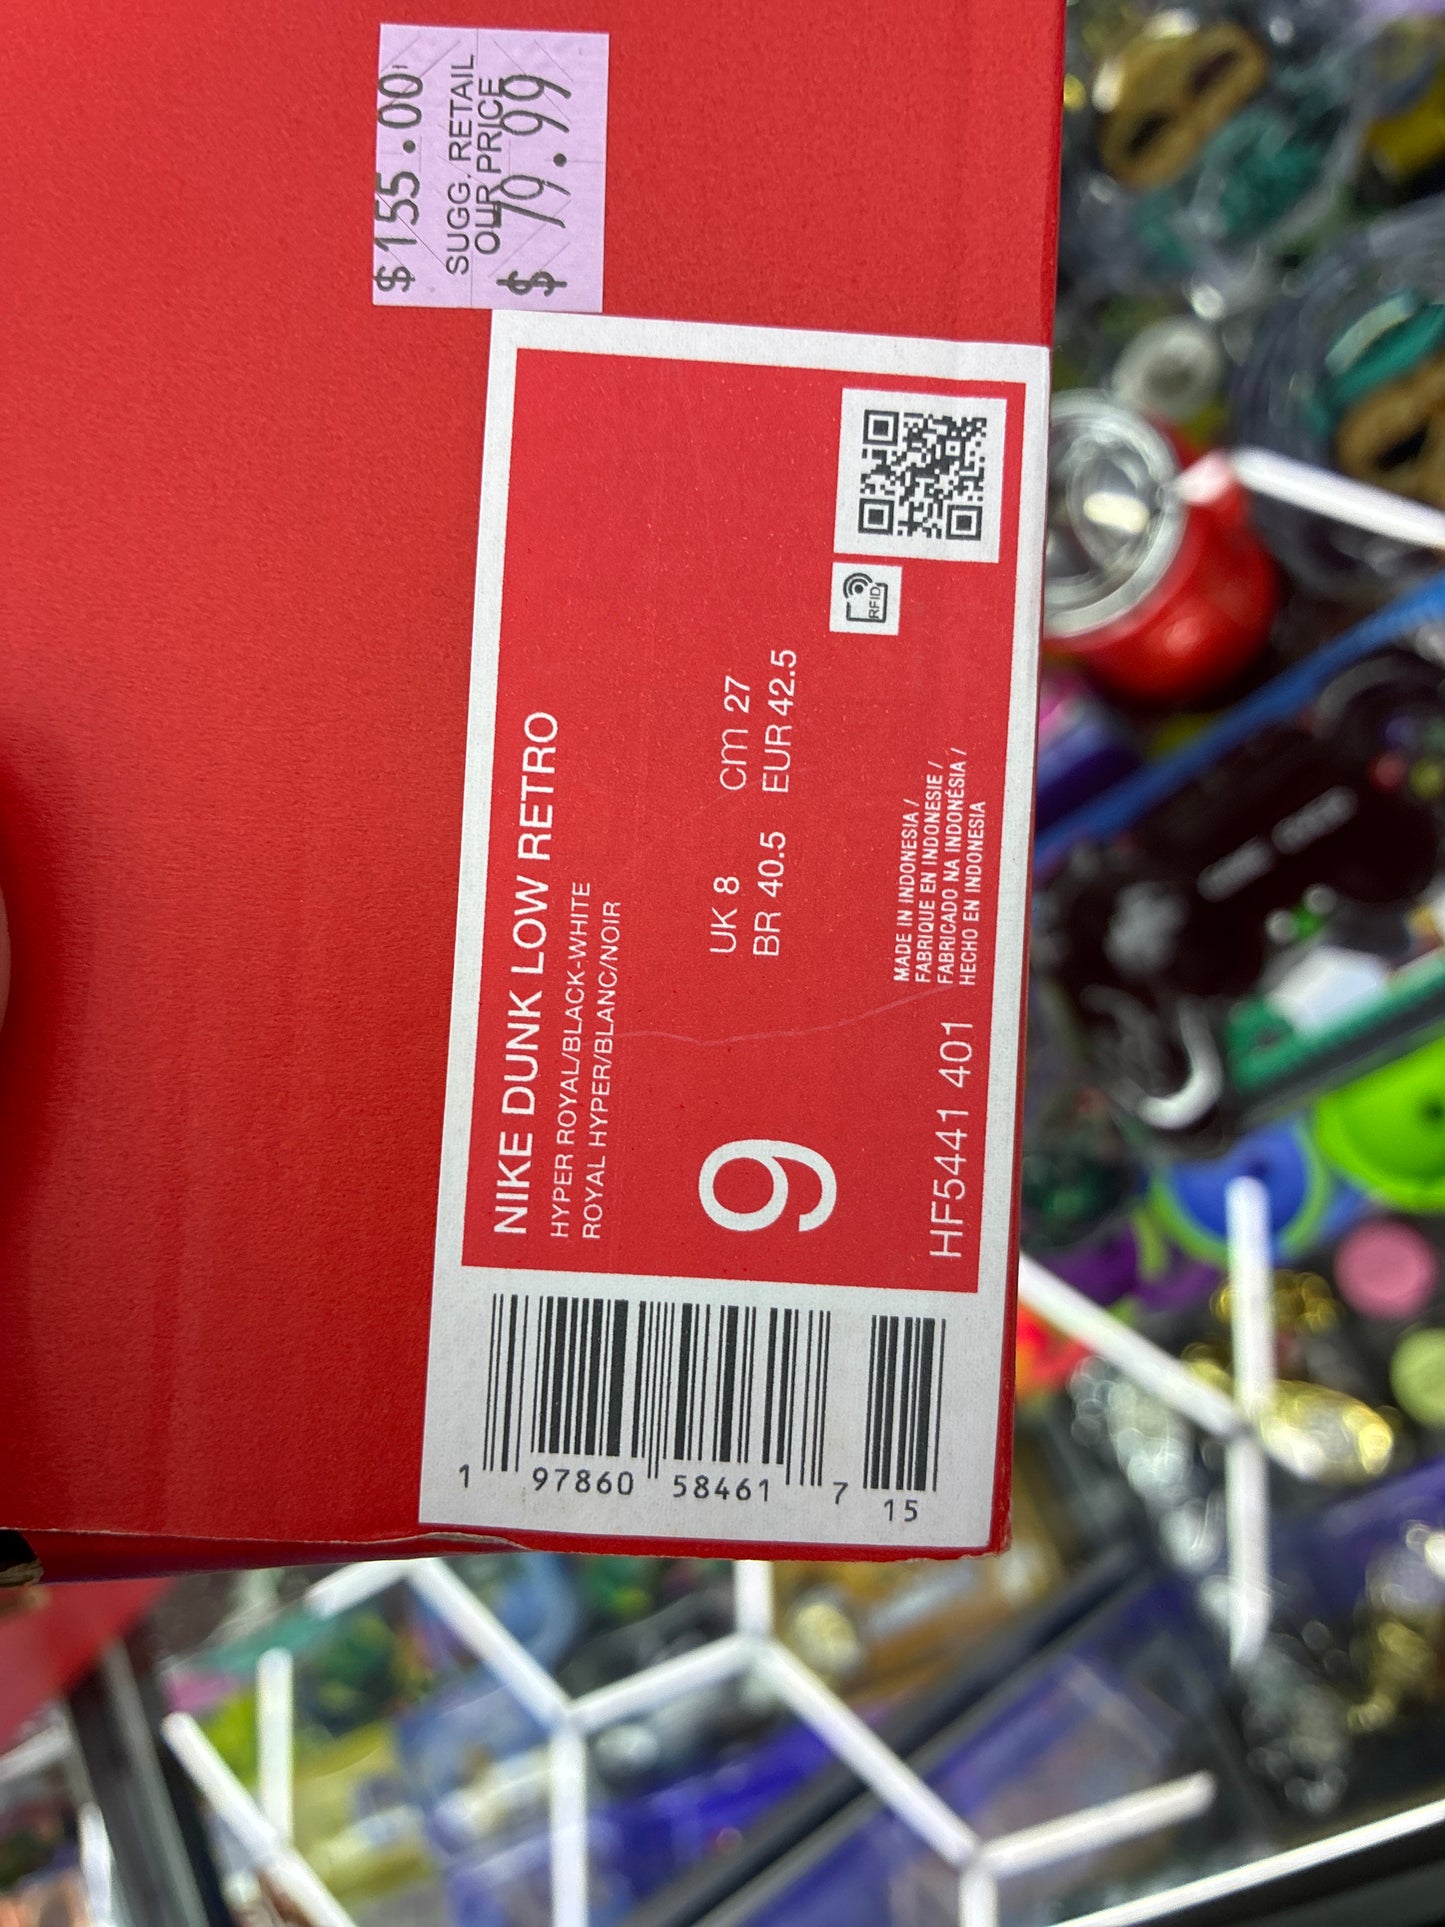 $155.00
SUGG. RETAIL
OUR PRICE
$ 79.99
NIKE DUNK LOW RETRO
HYPER ROYAL/BLACK-WHITE
ROYAL HYPER/BLANC/NOIR
9
UK 8 cm 27
BR 40.5 EUR 42.5
RFID
HF5441 401
MADE IN INDONESIA /
FABRIQUE EN INDONESIE /
FABRICADO NA INDONÉSIA /
HECHO EN INDONESIA
1 97860 58461 7 15